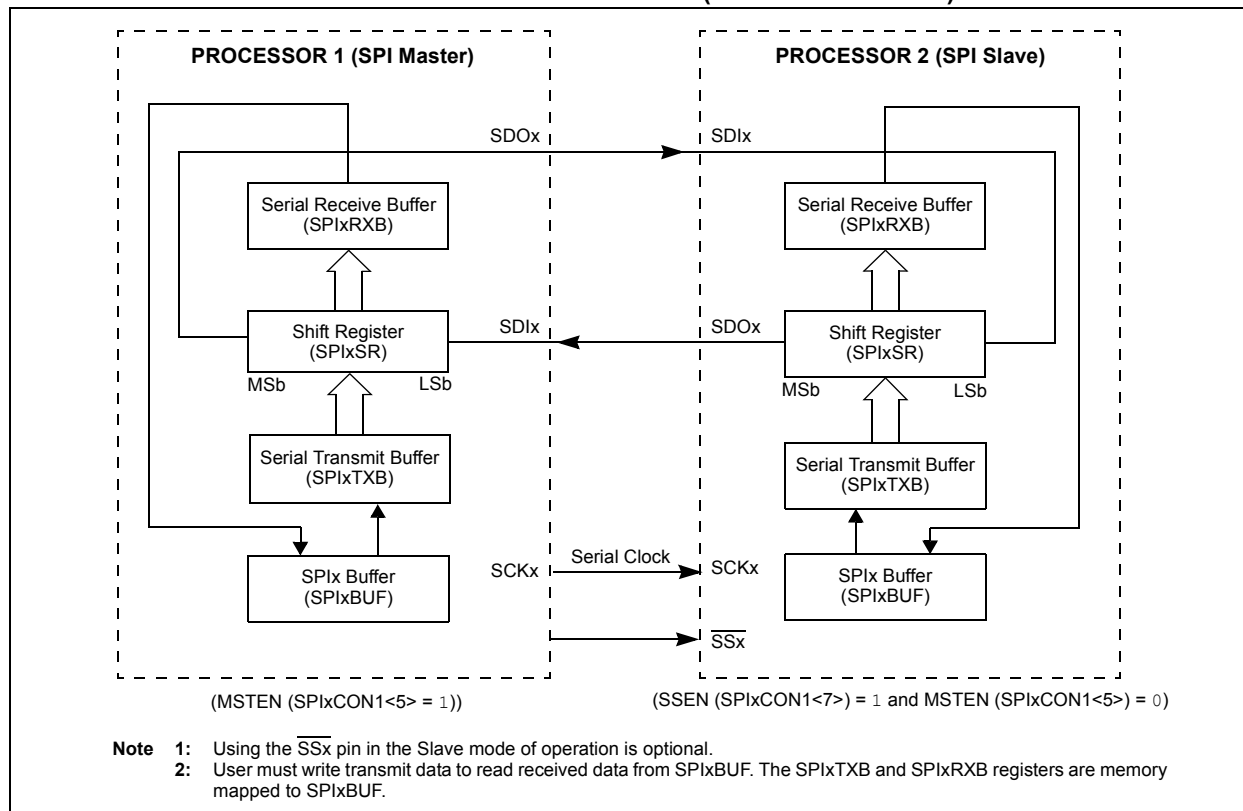 PROCESSOR 1 (SPI Master)
PROCESSOR 2 (SPI Slave)
SDOx
SDIx
Serial Receive Buffer
(SPIxRXB)
Serial Receive Buffer
(SPIxRXB)
Shift Register
(SPIxSR)
SDIx
SDOx
Shift Register
(SPIxSR)
MSb
LSb
MSb
LSb
Serial Transmit Buffer
(SPIxTXB)
Serial Transmit Buffer
(SPIxTXB)
SPIx Buffer
(SPIxBUF)
SCKx
Serial Clock
SCKx
SPIx Buffer
(SPIxBUF)
SSx
(MSTEN (SPIxCON1<5> = 1))
(SSEN (SPIxCON1<7>) = 1 and MSTEN (SPIxCON1<5>) = 0)
Note 1: Using the SSx pin in the Slave mode of operation is optional.
2: User must write transmit data to read received data from SPIxBUF. The SPIxTXB and SPIxRXB registers are memory
mapped to SPIxBUF.